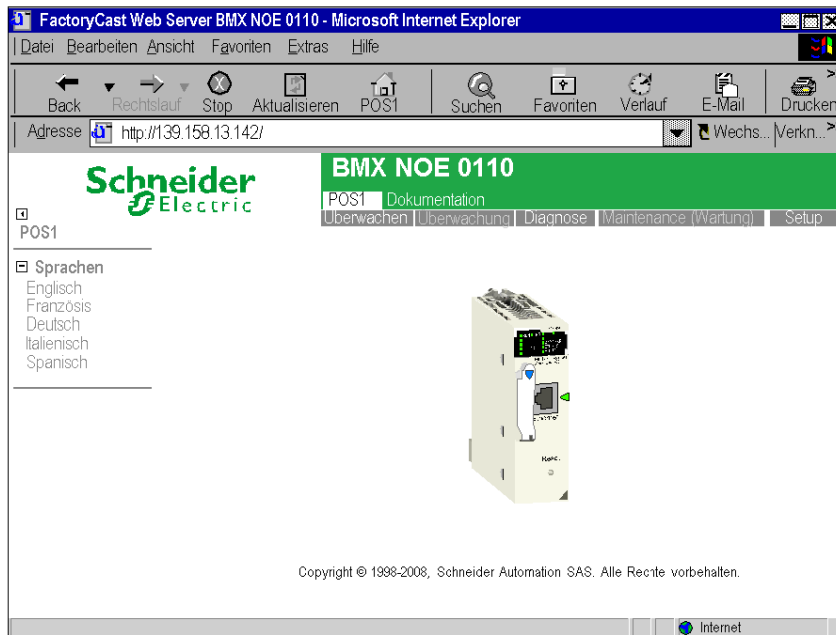 FactoryCast Web Server BMX NOE 0110 - Microsoft Internet Explorer
Datei Bearbeiten Ansicht Favoriten Extras Hilfe
Back Rechtslauf Stop Aktualisieren POS1 Suchen Favoriten Verlauf E-Mail Drucken
Adresse http://139.158.13.142/ Wechs... Verkn...
Schneider Electric
BMX NOE 0110
POS1 Dokumentation
Uberwachen Uberwachung Diagnose Maintenance (Wartung) Setup
POS1
Sprachen
Englisch
Französis
Deutsch
Italienisch
Spanisch
Copyright © 1998-2008, Schneider Automation SAS. Alle Rechte vorbehalten.
Internet